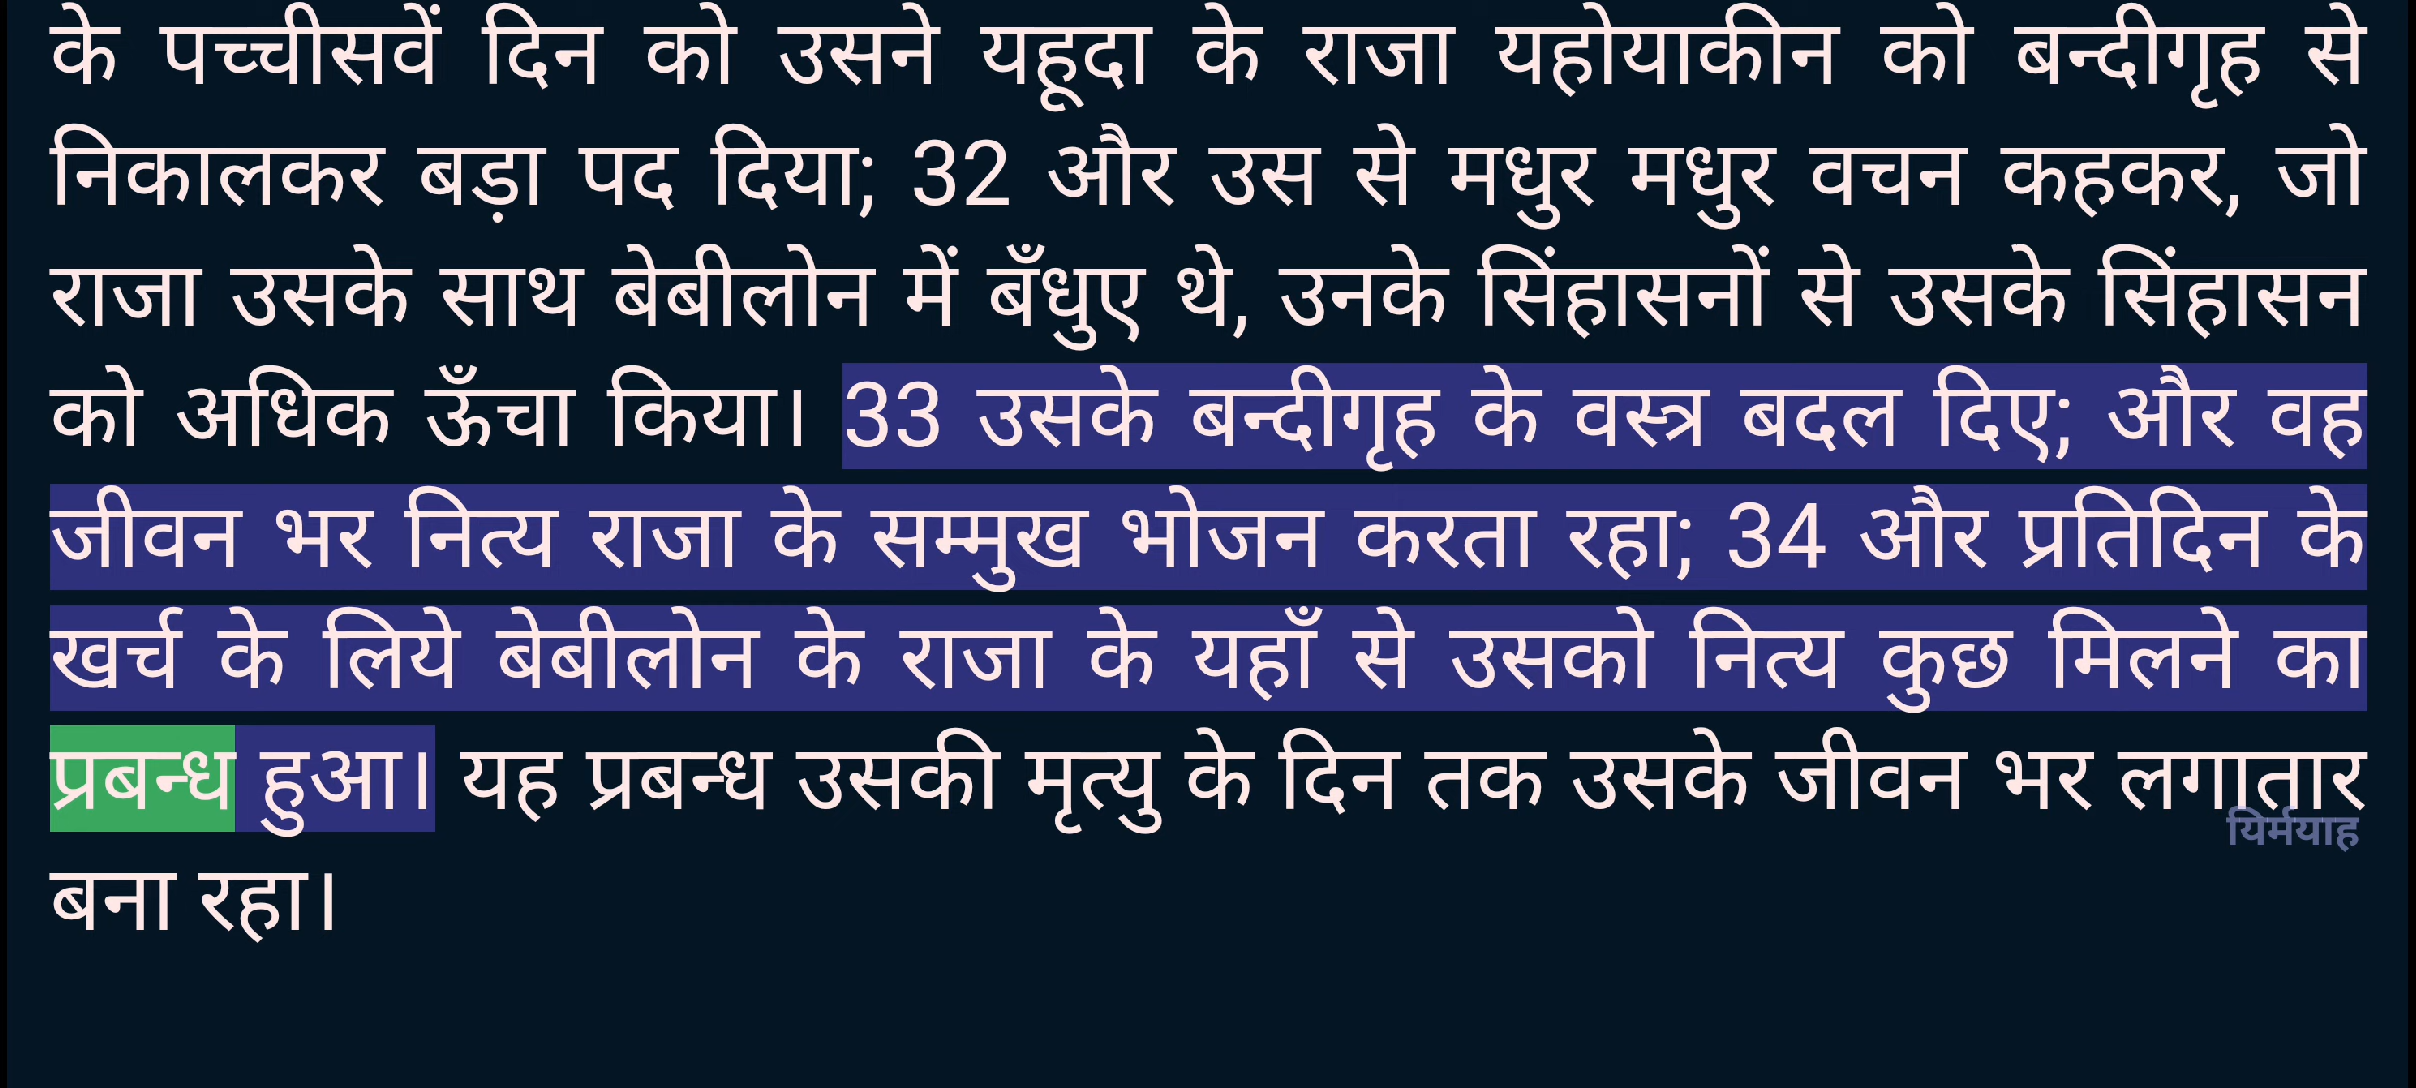 के पच्चीसवें दिन को उसने यहूदा के राजा यहोयाकीन को बन्दीगृह से
निकालकर बड़ा पद दिया; 32 और उस से मधुर मधुर वचन कहकर, जो
राजा उसके साथ बेबीलोन में बँधुए थे, उनके सिंहासनों से उसके सिंहासन
को अधिक ऊँचा किया। 33 उसके बन्दीगृह के वस्त्र बदल दिए; और वह
जीवन भर नित्य राजा के सम्मुख भोजन करता रहा; 34 और प्रतिदिन के
खर्च के लिये बेबीलोन के राजा के यहाँ से उसको नित्य कुछ मिलने का
प्रबन्ध हुआ। यह प्रबन्ध उसकी मृत्यु के दिन तक उसके जीवन भर लगातार
यिर्मयाह
बना रहा।